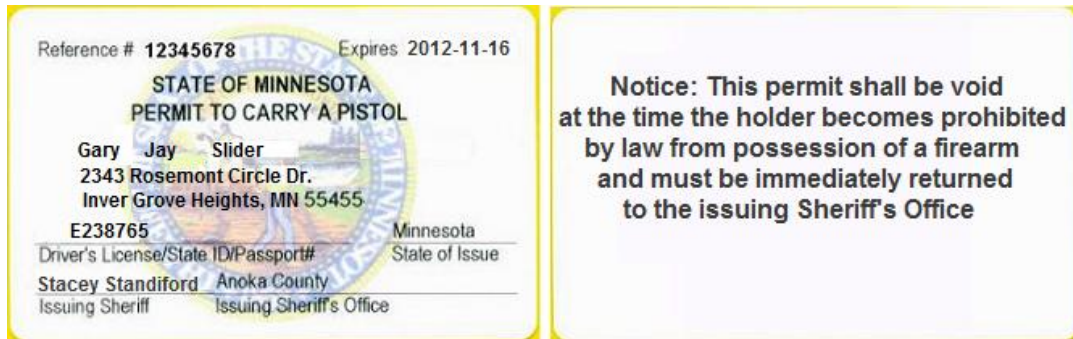 Reference # 12345678 Expires 2012-11-16
STATE OF MINNESOTA
PERMIT TO CARRY A PISTOL
Gary Jay Slider
2343 Rosemont Circle Dr.
Inver Grove Heights, MN 55455
E238765 Minnesota
Driver's License/State ID/Passport# State of Issue
Stacey Standiford Anoka County
Issuing Sheriff Issuing Sheriff's Office
Notice: This permit shall be void
at the time the holder becomes prohibited
by law from possession of a firearm
and must be immediately returned
to the issuing Sheriff's Office